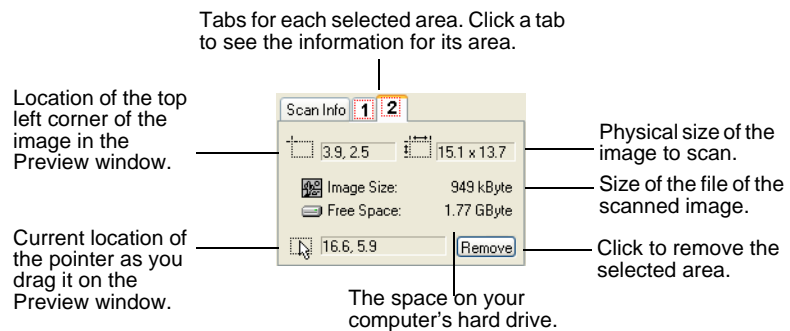 Tabs for each selected area. Click a tab
to see the information for its area.
Location of the top
left corner of the
image in the
Preview window.
Scan Info 1 2
3.9, 2.5 15.1 x 13.7
Physical size of the
image to scan.
Image Size: 949 kByte
Size of the file of the
scanned image.
Free Space: 1.77 GByte
Current location of
the pointer as you
drag it on the
Preview window.
16.6, 5.9 Remove
Click to remove the
selected area.
The space on your
computer's hard drive.